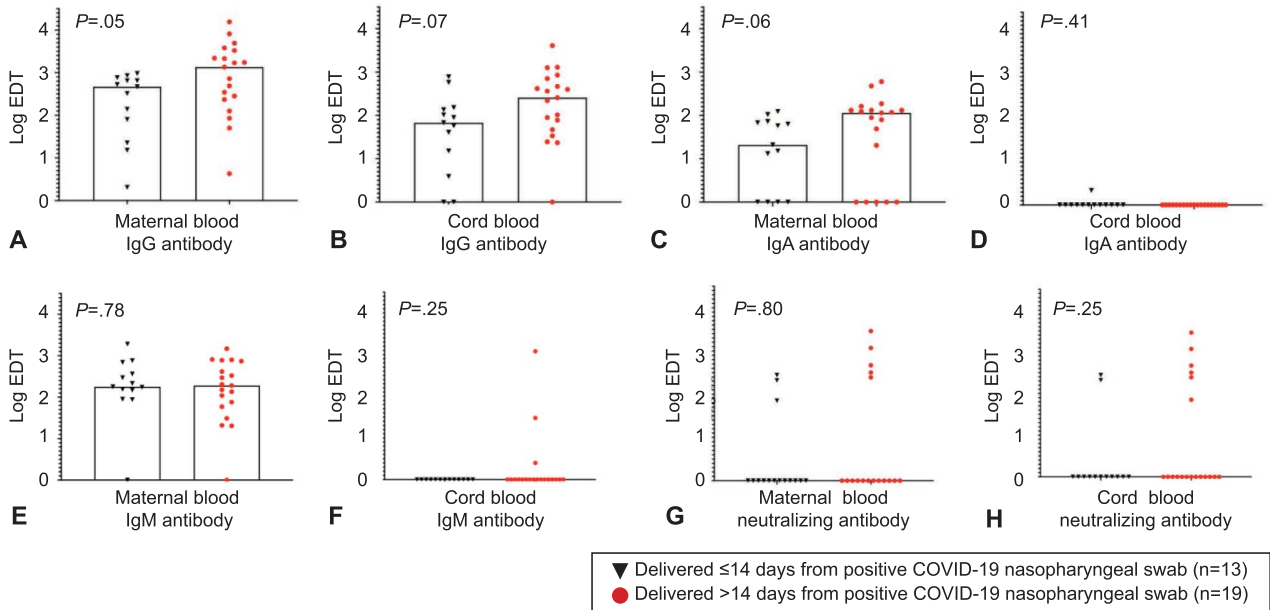 P=.05
4
3
2
1
0
Log EDT
Maternal blood
IgG antibody
A
P=.07
4
3
2
1
0
Log EDT
Cord blood
IgG antibody
B
P=.06
4
3
2
1
0
Log EDT
Maternal blood
IgA antibody
C
P=.41
4
3
2
1
0
Log EDT
Cord blood
IgA antibody
D
P=.78
4
3
2
1
0
Log EDT
Maternal blood
IgM antibody
E
P=.25
4
3
2
1
0
Log EDT
Cord blood
IgM antibody
F
P=.80
4
3
2
1
0
Log EDT
Maternal blood
neutralizing antibody
G
P=.25
4
3
2
1
0
Log EDT
Cord blood
neutralizing antibody
H
Delivered ≤14 days from positive COVID-19 nasopharyngeal swab (n=13)
Delivered >14 days from positive COVID-19 nasopharyngeal swab (n=19)